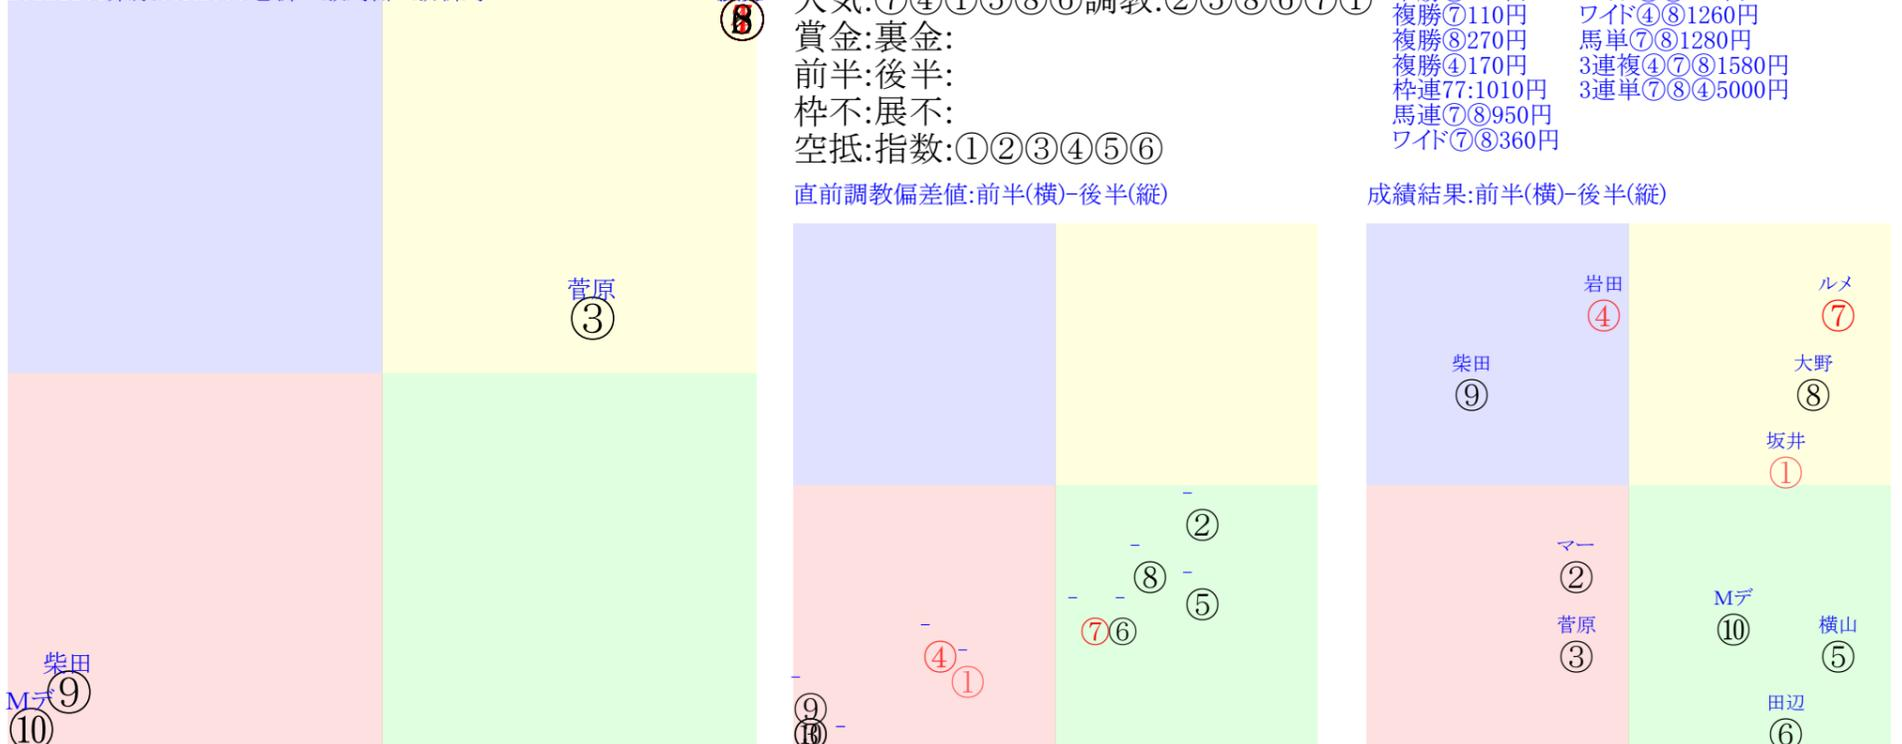 人気:⑦④①⑤⑧⑥調教:②⑤⑧⑥⑦①
賞金:裏金:
前半:後半:
枠不:展不:
空抵:指数:①②③④⑤⑥
複勝⑦110円
複勝⑧270円
複勝④170円
枠連77:1010円
馬連⑦⑧950円
ワイド⑦⑧360円
ワイド④⑧1260円
馬単⑦⑧1280円
3連複④⑦⑧1580円
3連単⑦⑧④5000円
菅原
③
柴田
⑨
Mデ
⑩
直前調教偏差値:前半(横)-後半(縦)
②
⑧
⑤
⑦⑥
④
①
⑨
成績結果:前半(横)-後半(縦)
岩田
④
ルメ
⑦
柴田
⑨
大野
⑧
坂井
①
マー
②
Mデ
⑩
菅原
③
横山
⑤
田辺
⑥